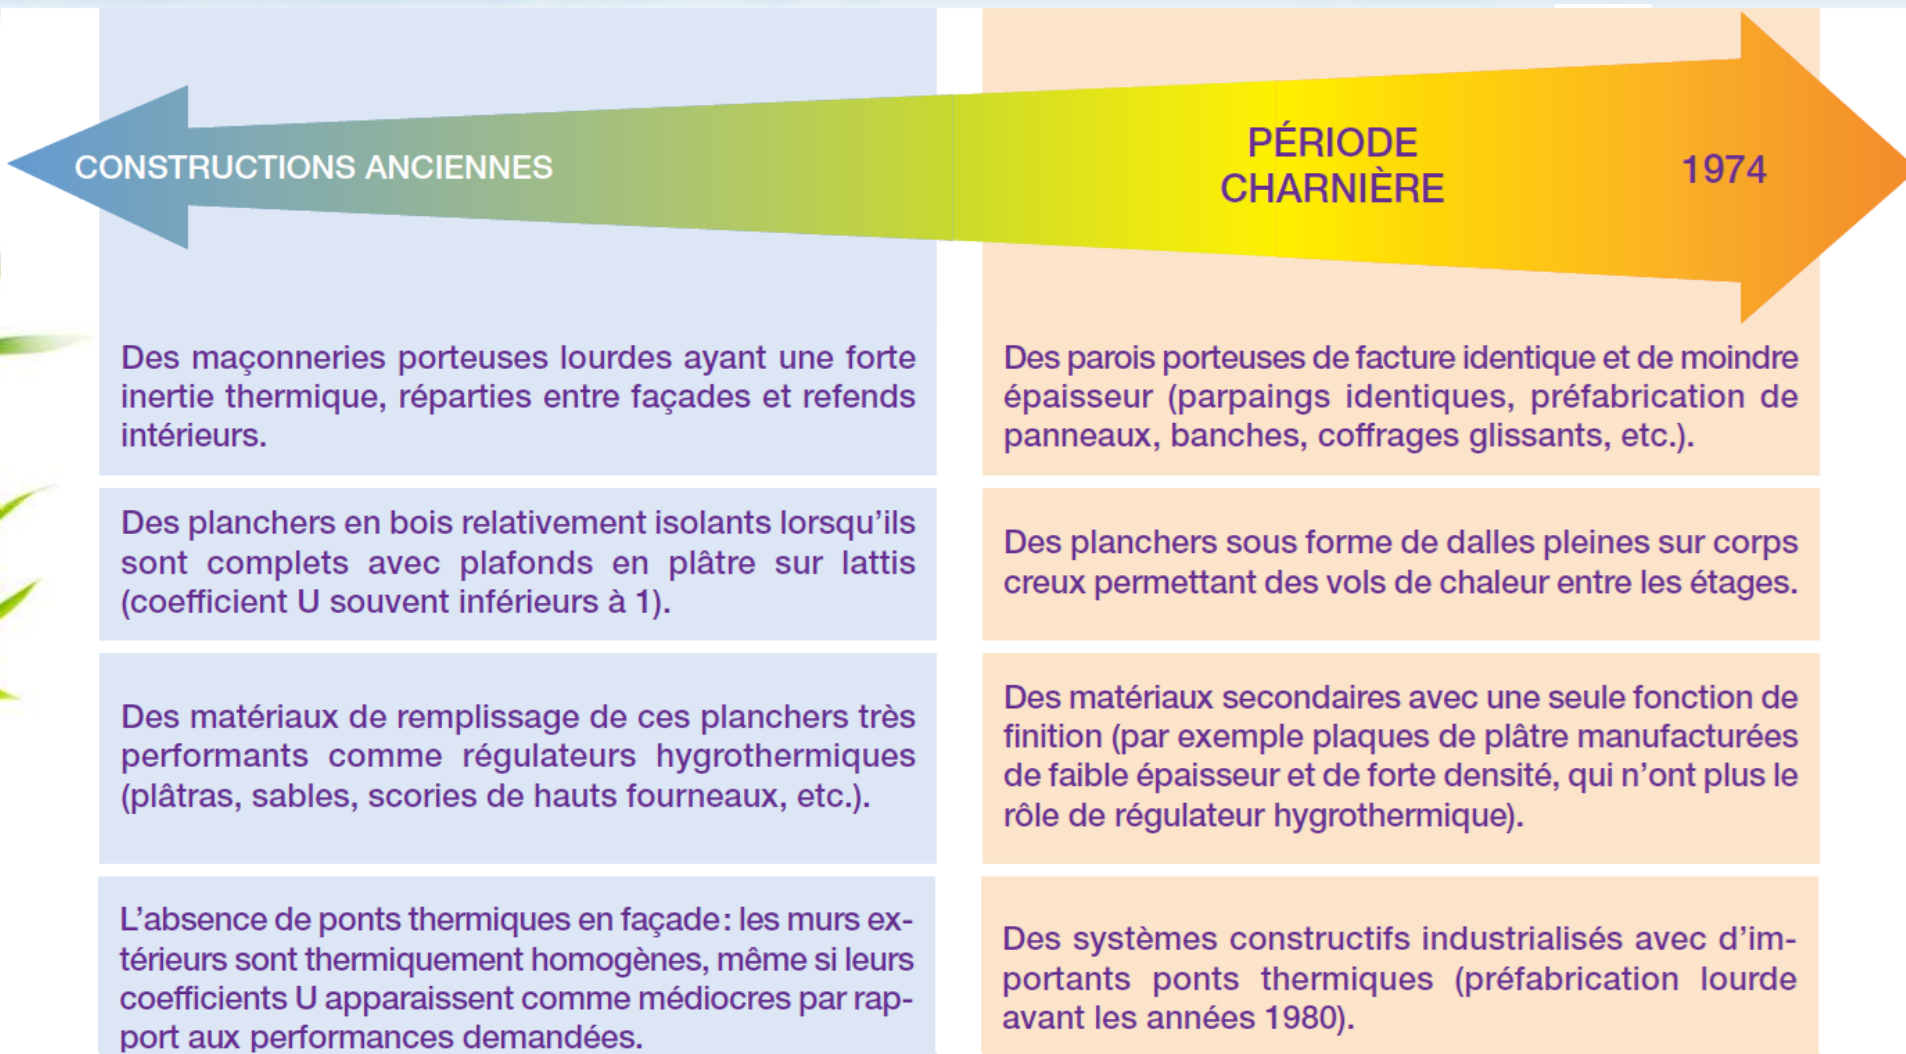 CONSTRUCTIONS ANCIENNES
PÉRIODE
CHARNIÈRE
1974
Des maçonneries porteuses lourdes ayant une forte
inertie thermique, réparties entre façades et refends
intérieurs.
Des parois porteuses de facture identique et de moindre
épaisseur (parpaings identiques, préfabrication de
panneaux, banches, coffrages glissants, etc.).
Des planchers en bois relativement isolants lorsqu’ils
sont complets avec plafonds en plâtre sur lattis
(coefficient U souvent inférieurs à 1).
Des planchers sous forme de dalles pleines sur corps
creux permettant des vols de chaleur entre les étages.
Des matériaux de remplissage de ces planchers très
performants comme régulateurs hygrothermiques
(plâtras, sables, scories de hauts fourneaux, etc.).
Des matériaux secondaires avec une seule fonction de
finition (par exemple plaques de plâtre manufacturées
de faible épaisseur et de forte densité, qui n’ont plus le
rôle de régulateur hygrothermique).
L’absence de ponts thermiques en façade : les murs ex-
térieurs sont thermiquement homogènes, même si leurs
coefficients U apparaissent comme médiocres par rap-
port aux performances demandées.
Des systèmes constructifs industrialisés avec d’im-
portants ponts thermiques (préfabrication lourde
avant les années 1980).